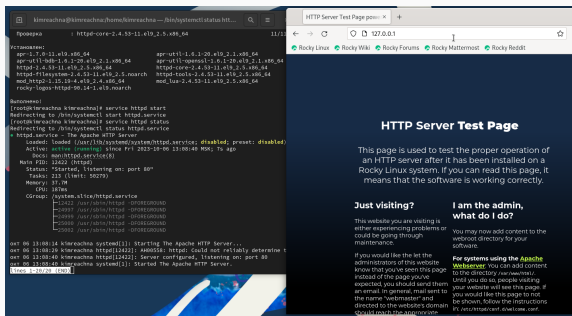 kimreachna@kimreachna:/home/kimreachna — /bin/systemctl status htt...
Проверка : httpd-core-2.4.53-11.el9_2.5.x86_64 11/11
Установлен:
apr-1.7.0-11.el9.x86_64 apr-util-1.6.1-20.el9_2.1.x86_64
apr-util-bdb-1.6.1-20.el9_2.1.x86_64 apr-util-openssl-1.6.1-20.el9_2.1.x86_64
httpd-2.4.53-11.el9_2.5.x86_64 httpd-core-2.4.53-11.el9_2.5.x86_64
httpd-filesystem-2.4.53-11.el9_2.5.noarch httpd-tools-2.4.53-11.el9_2.5.x86_64
mod_http2-1.15.19-4.el9_2.4.x86_64 mod_lua-2.4.53-11.el9_2.5.x86_64
rocky-logos-httpd-90.14-1.el9.noarch
Выполнено!
[root@kimreachna kimreachna]# service httpd start
Redirecting to /bin/systemctl start httpd.service
[root@kimreachna kimreachna]# service httpd status
Redirecting to /bin/systemctl status httpd.service
● httpd.service - The Apache HTTP Server
Loaded: loaded (/usr/lib/systemd/system/httpd.service; disabled; preset: disabled)
Active: active (running) since Fri 2023-10-06 13:08:40 MSK; 7s ago
Docs: man:httpd.service(8)
Main PID: 12422 (httpd)
Status: "Started, listening on: port 80"
Tasks: 213 (limit: 50279)
Memory: 37.7M
CPU: 187ms
CGroup: /system.slice/httpd.service
├─12422 /usr/sbin/httpd -DFOREGROUND
/usr/sbin/httpd -DFOREGROUND
/usr/sbin/httpd -DFOREGROUND
/usr/sbin/httpd -DFOREGROUND
/usr/sbin/httpd -DFOREGROUND
окт 06 13:08:14 kimreachna systemd[1]: Starting The Apache HTTP Server...
окт 06 13:08:20 kimreachna httpd[12422]: AH00558: httpd: Could not reliably determine t
окт 06 13:08:40 kimreachna httpd[12422]: Server configured, listening on: port 80
окт 06 13:08:40 kimreachna systemd[1]: Started The Apache HTTP Server.
lines 1-20/20 (END)
HTTP Server Test Page powe
127.0.0.1
Rocky Linux Rocky Wiki Rocky Forums Rocky Mattermost Rocky Reddit
HTTP Server Test Page
This page is used to test the proper operation of
an HTTP server after it has been installed on a
Rocky Linux system. If you can read this page, it
means that the software is working correctly.
Just visiting?
This website you are visiting is
either experiencing problems or
could be going through
maintenance.
If you would like the let the
administrators of this website
know that you've seen this page
instead of the page you've
expected, you should send them
an email. In general, mail sent to
the name "webmaster" and
directed to the website's domain
should reach the appropriate
I am the admin,
what do I do?
You may now add content to the
webroot directory for your
software.
For systems using the Apache
Webserver: You can add content
to the directory /var/www/html/.
Until you do so, people visiting
your website will see this page. If
you would like this page to not
be shown, follow the instructions
in: /etc/httpd/conf.d/welcome.conf.